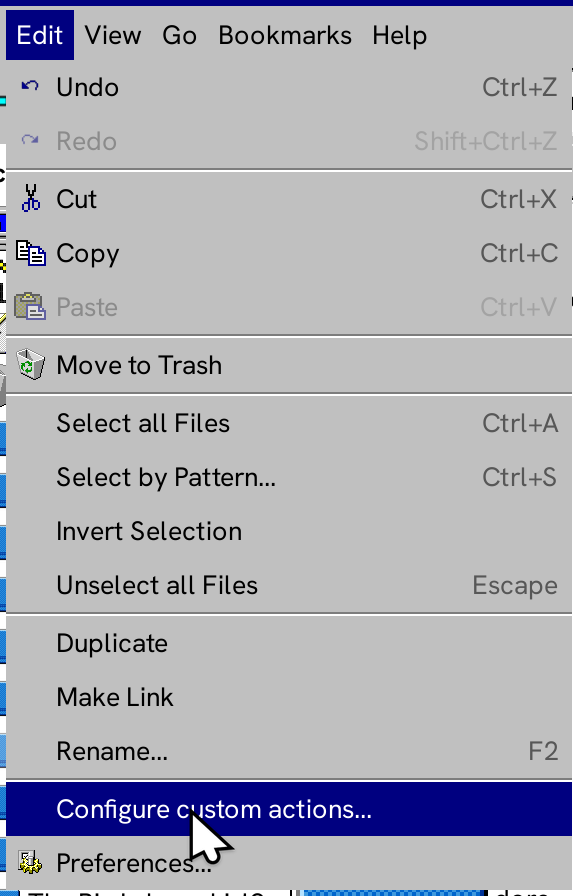 Edit View Go Bookmarks Help
Undo Ctrl+Z
Redo Shift+Ctrl+Z
Cut Ctrl+X
Copy Ctrl+C
Paste Ctrl+V
Move to Trash
Select all Files Ctrl+A
Select by Pattern... Ctrl+S
Invert Selection
Unselect all Files Escape
Duplicate
Make Link
Rename... F2
Configure custom actions...
Preferences...